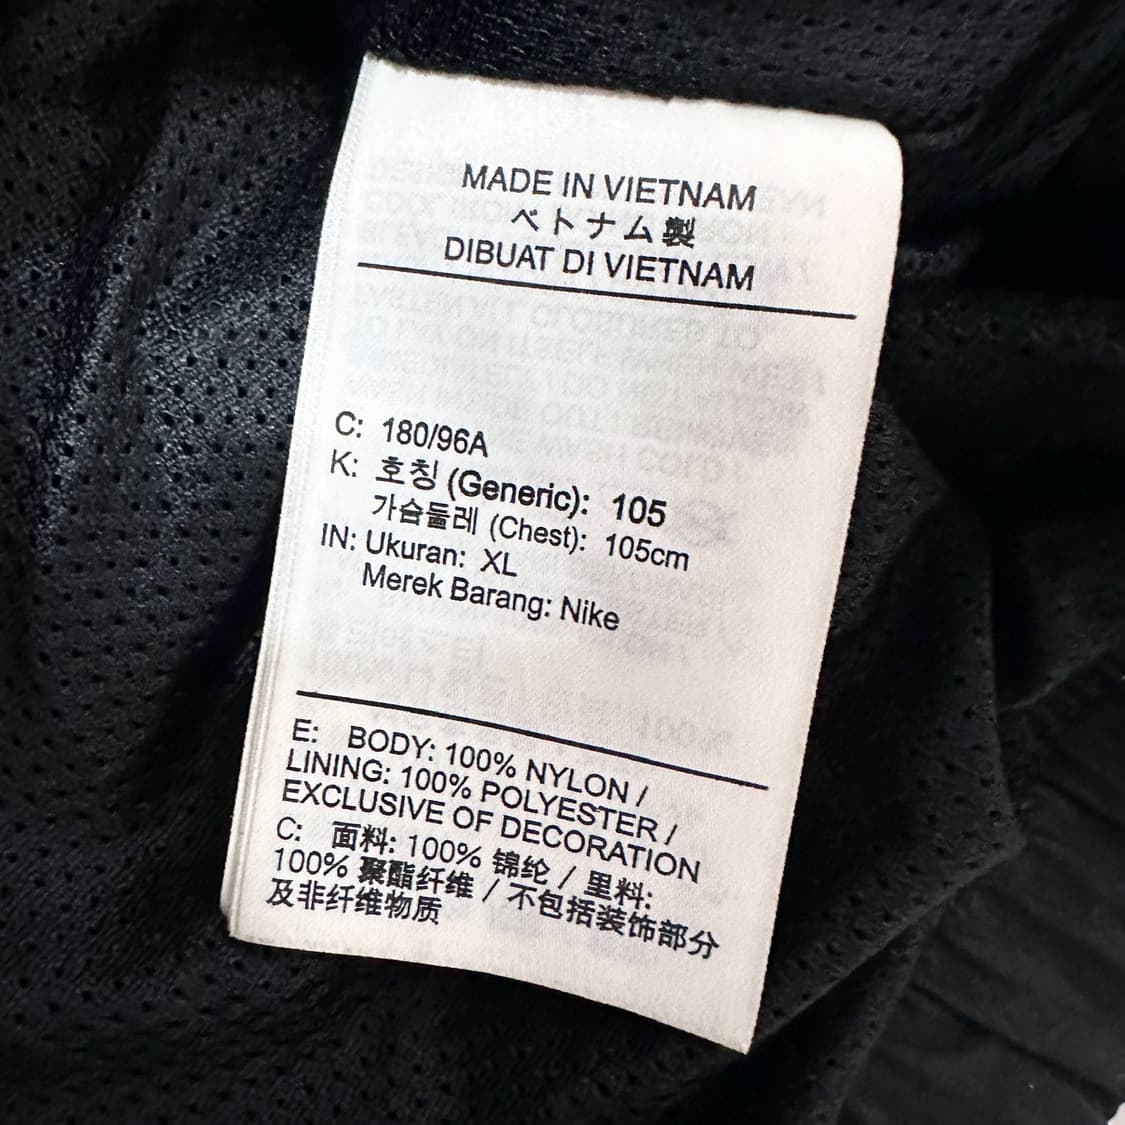 MADE IN VIETNAM
ベトナム製
DIBUAT DI VIETNAM
C: 180/96A
K: 호칭 (Generic): 105
가슴둘레 (Chest): 105cm
IN: Ukuran: XL
Merek Barang: Nike
E: BODY: 100% NYLON /
LINING: 100% POLYESTER /
EXCLUSIVE OF DECORATION
C: 面料: 100% 锦纶 / 里料:
100% 聚酯纤维 / 不包括装饰部分
及非纤维物质